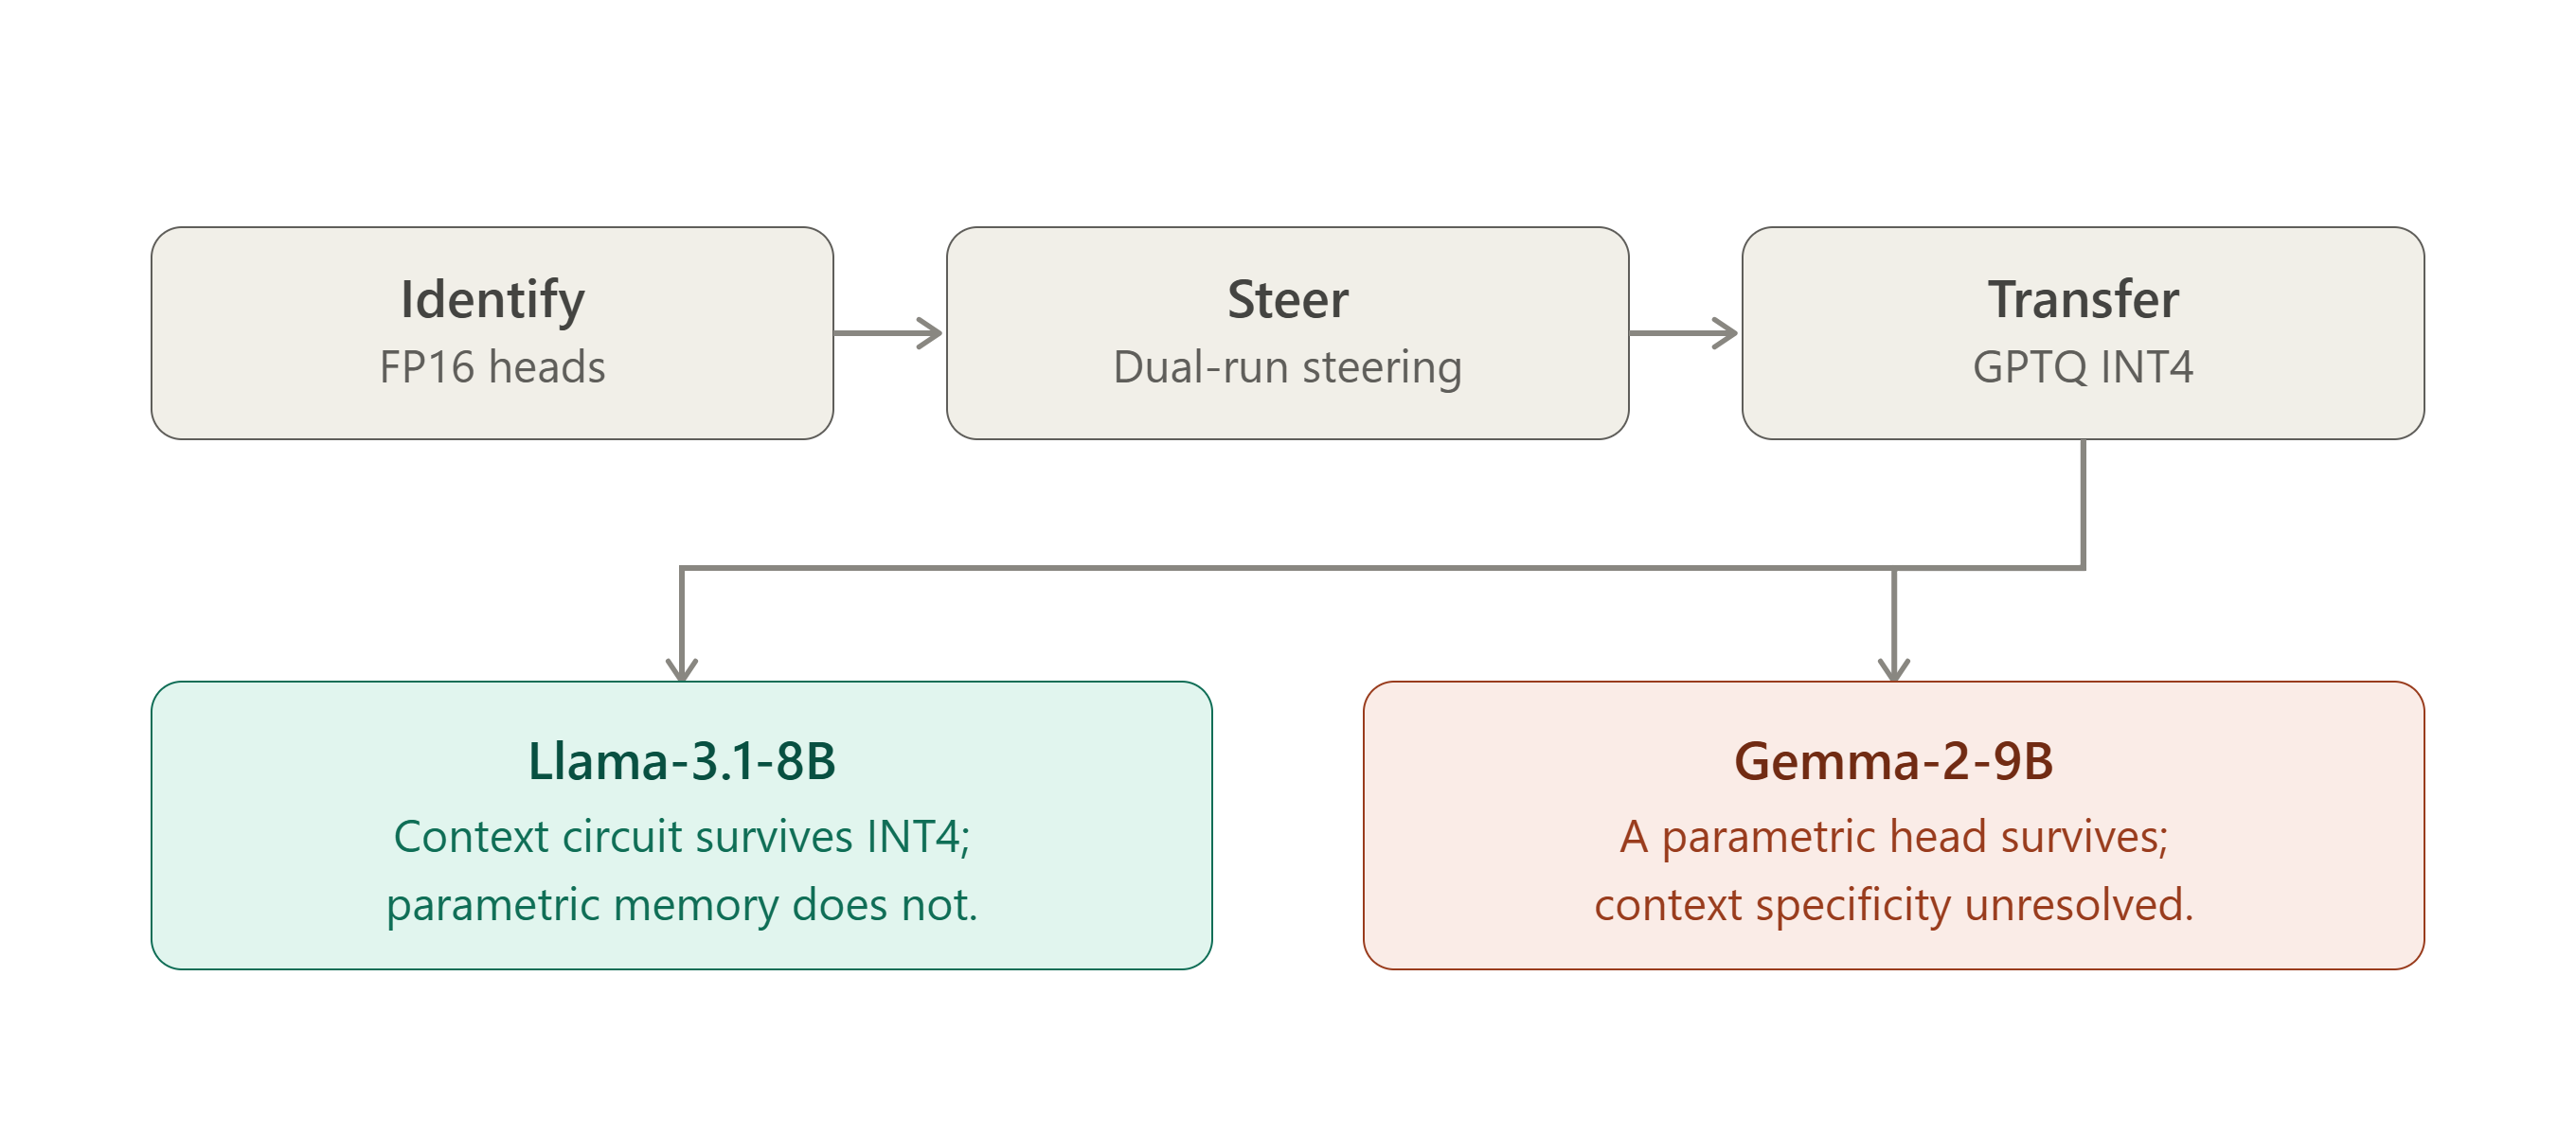 Identify
FP16 heads
Steer
Dual-run steering
Transfer
GPTQ INT4
Llama-3.1-8B
Context circuit survives INT4;
parametric memory does not.
Gemma-2-9B
A parametric head survives;
context specificity unresolved.